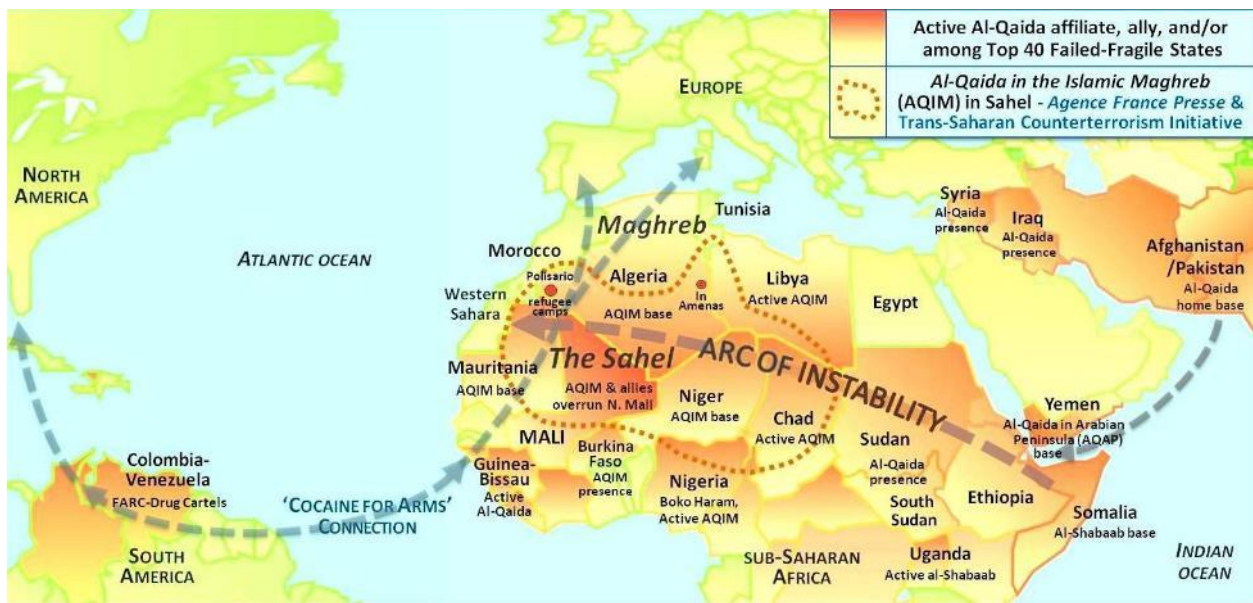 Active Al-Qaida affiliate, ally, and/or
among Top 40 Failed-Fragile States
Al-Qaida in the Islamic Maghreb
(AQIM) in Sahel - Agence France Presse &
Trans-Saharan Counterterrorism Initiative
EUROPE
NORTH
AMERICA
ATLANTIC OCEAN
Maghreb
Tunisia
Morocco
Polisario
refugee
camps
Western
Sahara
Algeria
AQIM base
In
Amenas
Libya
Active AQIM
Egypt
Syria
Al-Qaida
presence
Iraq
Al-Qaida
presence
Afghanistan
/Pakistan
Al-Qaida
home base
The Sahel
AQIM & allies
overrun N. Mali
ARC OF INSTABILITY
Mauritania
AQIM base
MALI
Niger
AQIM base
Chad
Active AQIM
Sudan
Al-Qaida
presence
Yemen
Al-Qaida in Arabian
Peninsula (AQAP)
base
Burkina
Faso
AQIM
presence
Guinea-
Bissau
Active
Al-Qaida
Nigeria
Boko Haram,
Active AQIM
South
Sudan
Ethiopia
Somalia
Al-Shabaab base
Uganda
Active al-Shabaab
SUB-SAHARAN
AFRICA
INDIAN
OCEAN
Colombia-
Venezuela
FARC-Drug Cartels
'COCAINE FOR ARMS'
CONNECTION
SOUTH
AMERICA